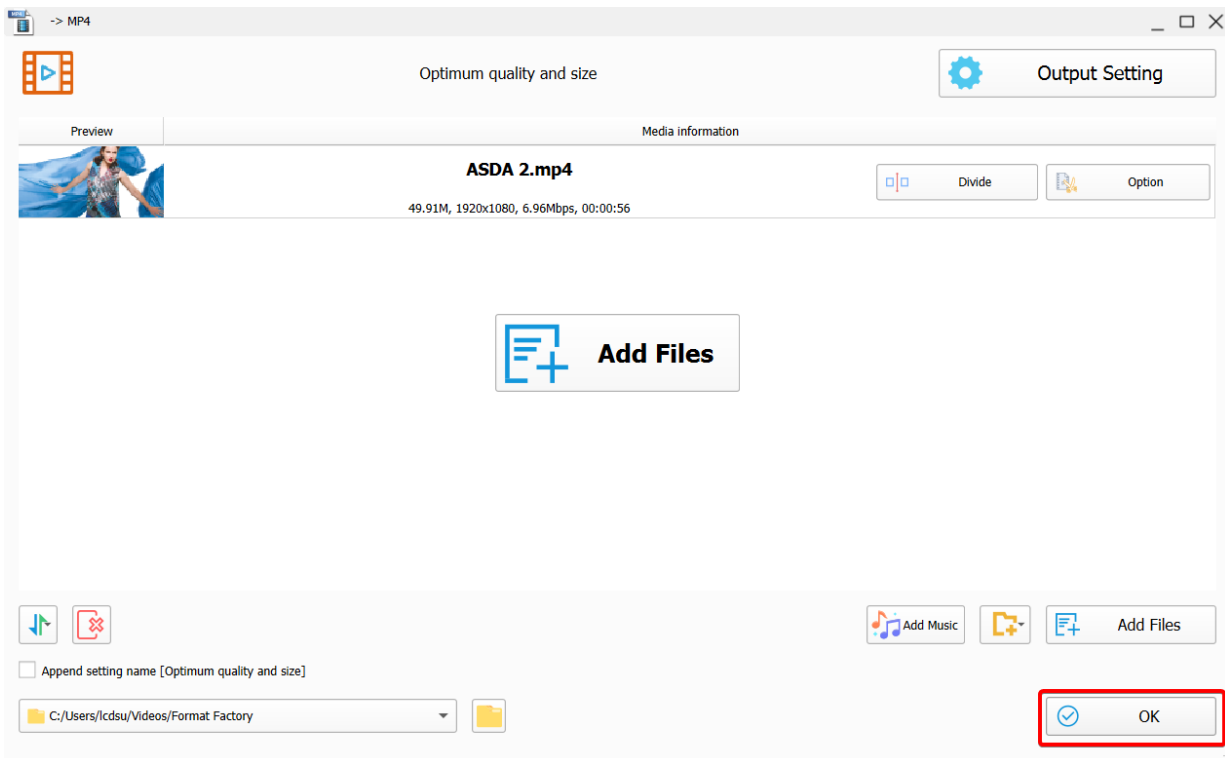 -> MP4
Optimum quality and size
Output Setting
Preview
Media information
ASDA 2.mp4
49.91M, 1920x1080, 6.96Mbps, 00:00:56
Divide
Option
Add Files
Add Music
Add Files
Append setting name [Optimum quality and size]
C:/Users/lcdsu/Videos/Format Factory
OK